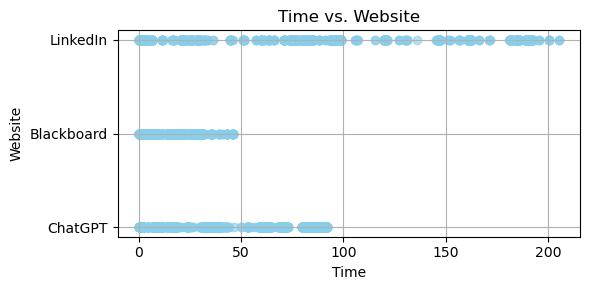 Time vs. Website
LinkedIn
Blackboard
ChatGPT
Website
0 50 100 150 200
Time